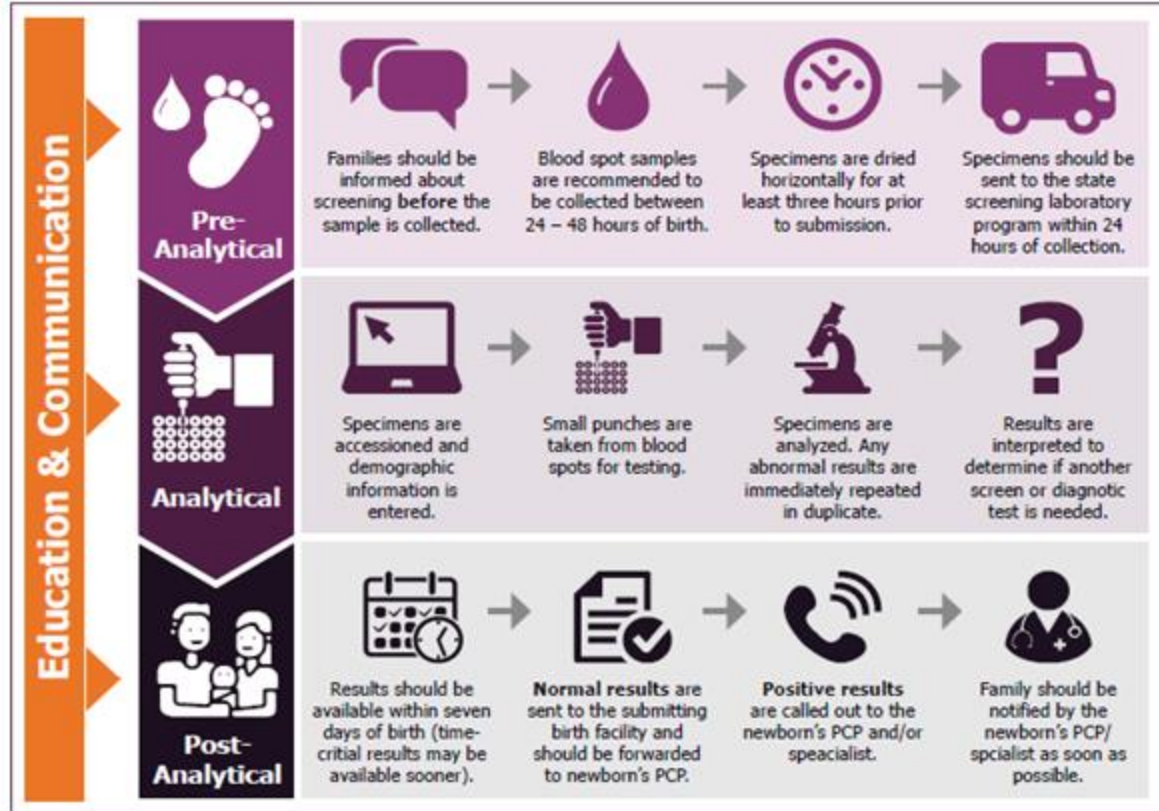 Education & Communication
Pre-
Analytical
Families should be
informed about
screening before the
sample is collected.
Blood spot samples
are recommended to
be collected between
24 – 48 hours of birth.
Specimens are dried
horizontally for at
least three hours prior
to submission.
Specimens should be
sent to the state
screening laboratory
program within 24
hours of collection.
Analytical
Specimens are
accessioned and
demographic
information is
entered.
Small punches are
taken from blood
spots for testing.
Specimens are
analyzed. Any
abnormal results are
immediately repeated
in duplicate.
?
Results are
interpreted to
determine if another
screen or diagnostic
test is needed.
Post-
Analytical
Results should be
available within seven
days of birth (time-
critial results may be
available sooner).
Normal results are
sent to the submitting
birth facility and
should be forwarded
to newborn's PCP.
Positive results
are called out to the
newborn's PCP and/or
speacialist.
Family should be
notified by the
newborn's PCP/
spcialist as soon as
possible.